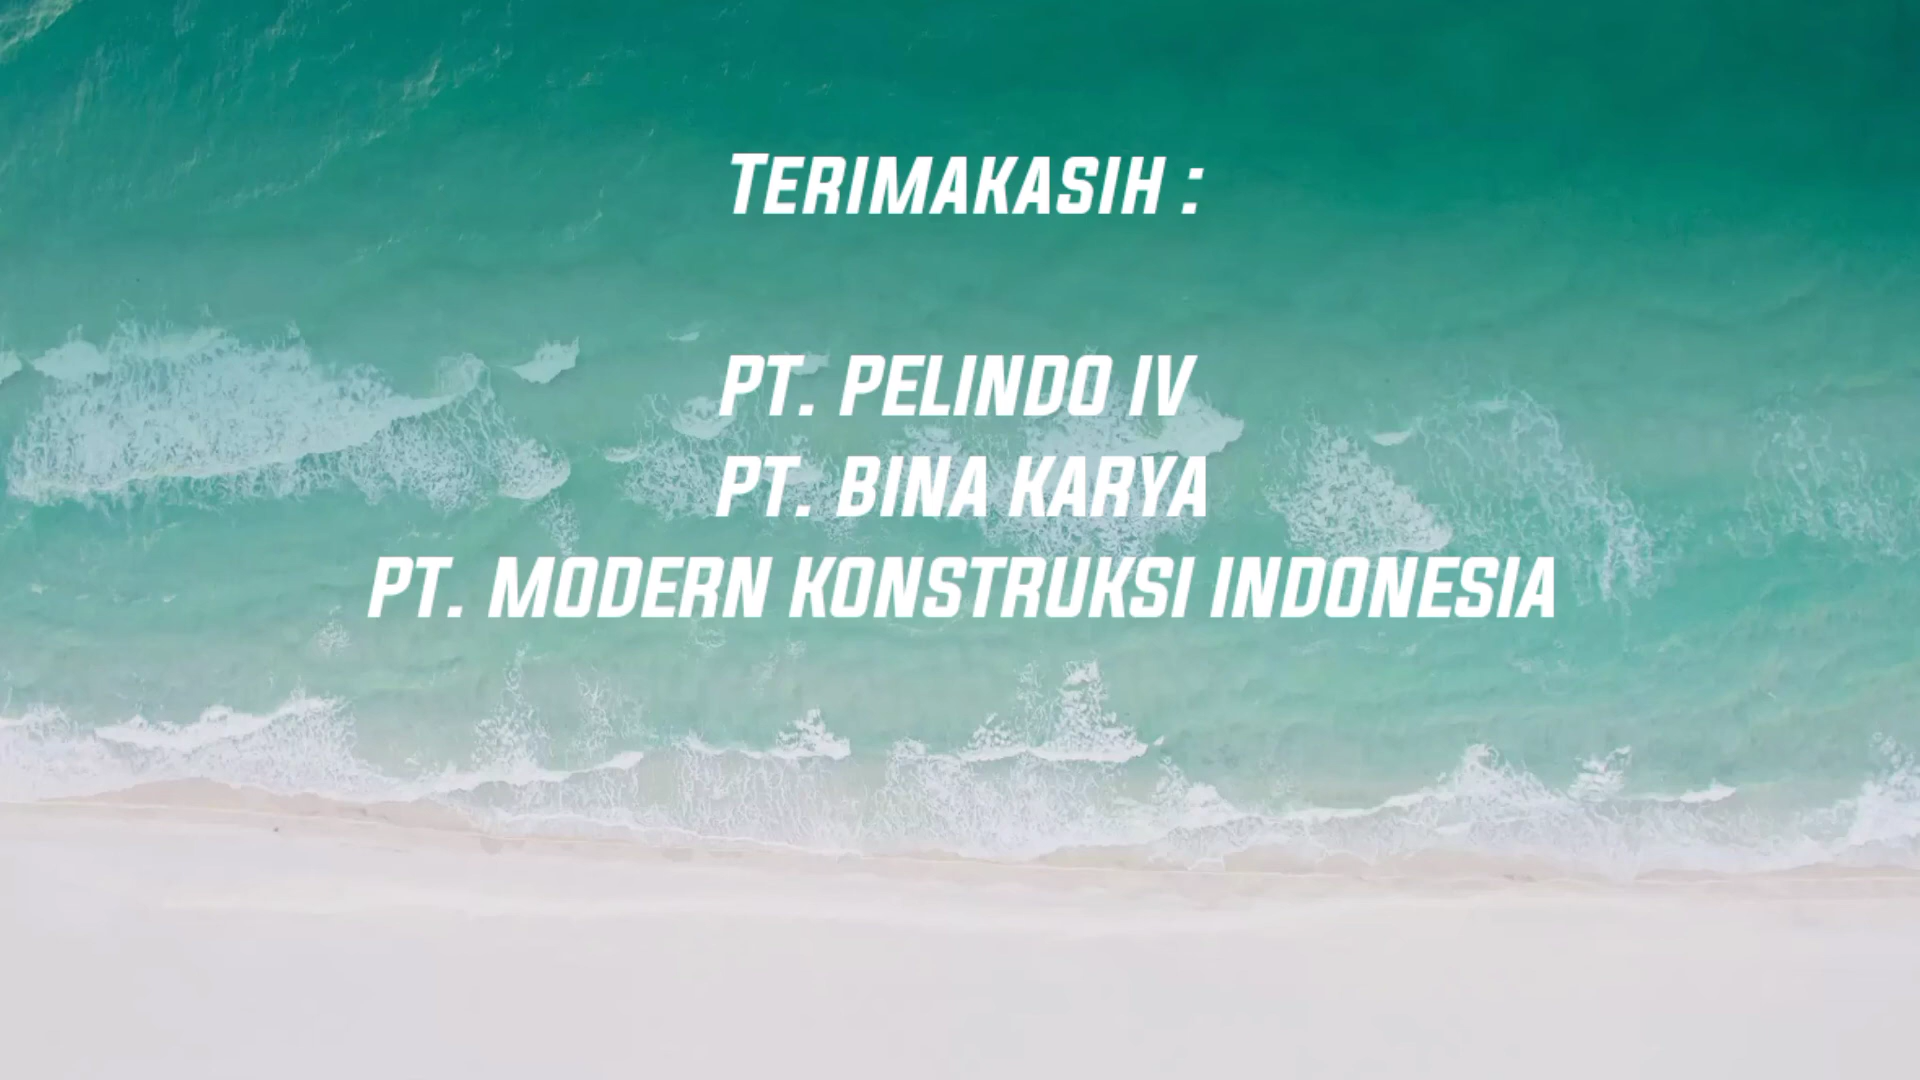 TERIMAKASIH :
PT. PELINDO IV
PT. BINA KARYA
PT. MODERN KONSTRUKSI INDONESIA